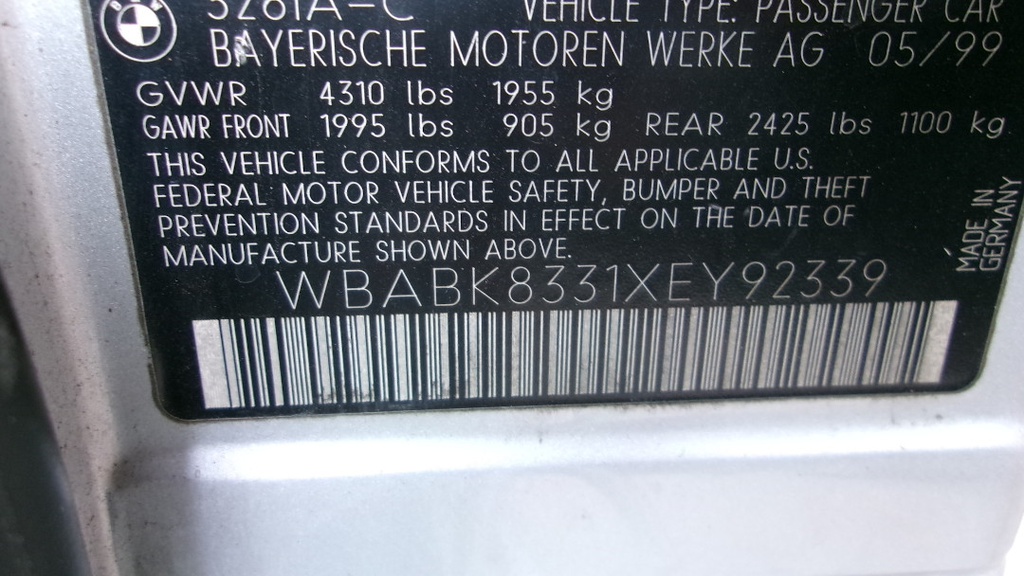 328IA-C VEHICLE TYPE: PASSENGER CAR
BAYERISCHE MOTOREN WERKE AG 05/99
GVWR 4310 lbs 1955 kg
GAWR FRONT 1995 lbs 905 kg REAR 2425 lbs 1100 kg
THIS VEHICLE CONFORMS TO ALL APPLICABLE U.S.
FEDERAL MOTOR VEHICLE SAFETY, BUMPER AND THEFT
PREVENTION STANDARDS IN EFFECT ON THE DATE OF
MANUFACTURE SHOWN ABOVE.
WBABK8331XEY92339
MADE IN
GERMANY